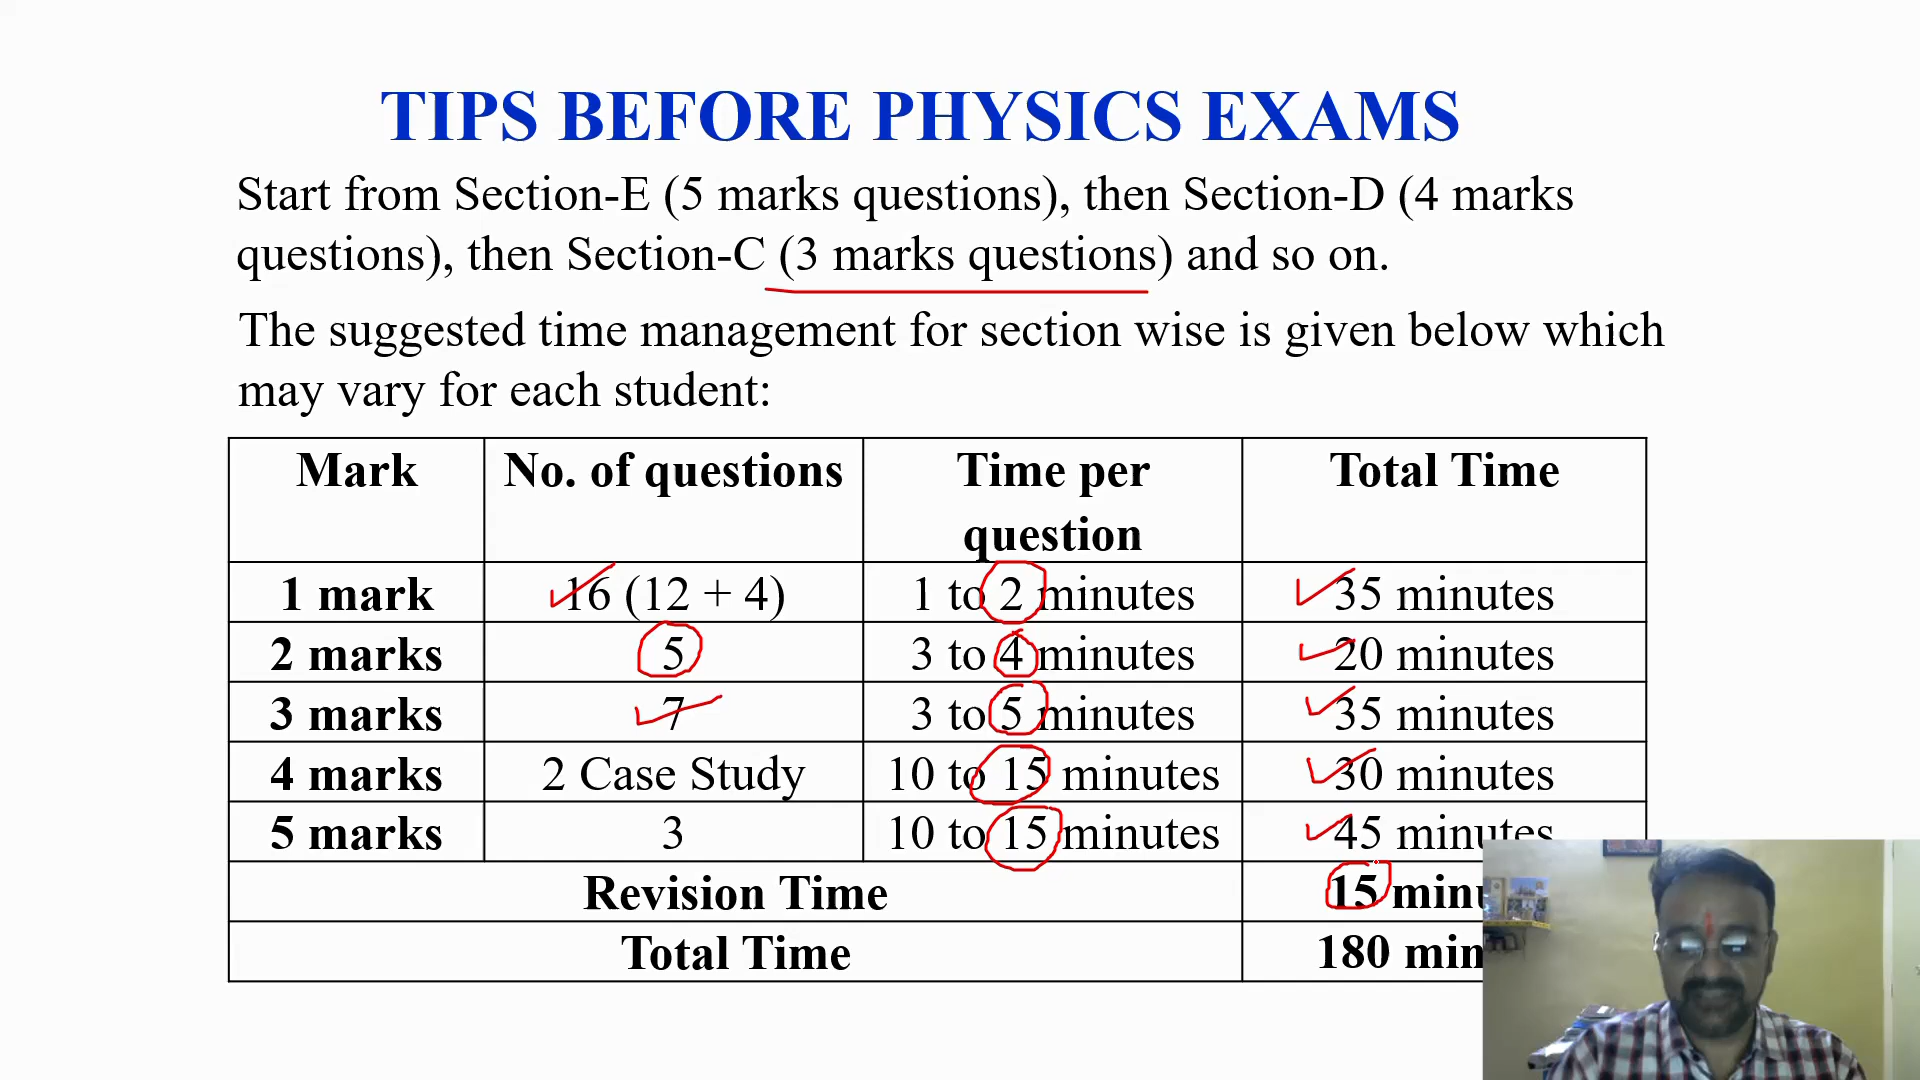 TIPS BEFORE PHYSICS EXAMS
Start from Section-E (5 marks questions), then Section-D (4 marks
questions), then Section-C (3 marks questions) and so on.
The suggested time management for section wise is given below which
may vary for each student:
Mark No. of questions Time per question Total Time
1 mark 16 (12 + 4) 1 to 2 minutes 35 minutes
2 marks 5 3 to 4 minutes 20 minutes
3 marks 7 3 to 5 minutes 35 minutes
4 marks 2 Case Study 10 to 15 minutes 30 minutes
5 marks 3 10 to 15 minutes 45 minutes
Revision Time 15 minu
Total Time 180 min